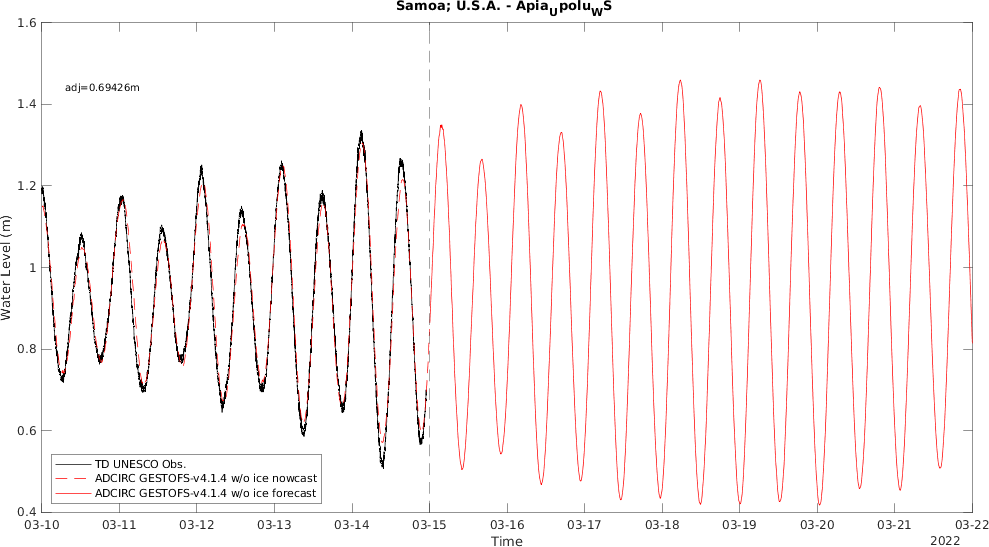 Samoa; U.S.A. - Apia_Upolu_WS
1.6
1.4
1.2
1
0.8
0.6
0.4
Water Level (m)
adj=0.69426m
TD UNESCO Obs.
ADCIRC GESTOFS-v4.1.4 w/o ice nowcast
ADCIRC GESTOFS-v4.1.4 w/o ice forecast
03-10 03-11 03-12 03-13 03-14 03-15 03-16 03-17 03-18 03-19 03-20 03-21 03-22
Time
2022